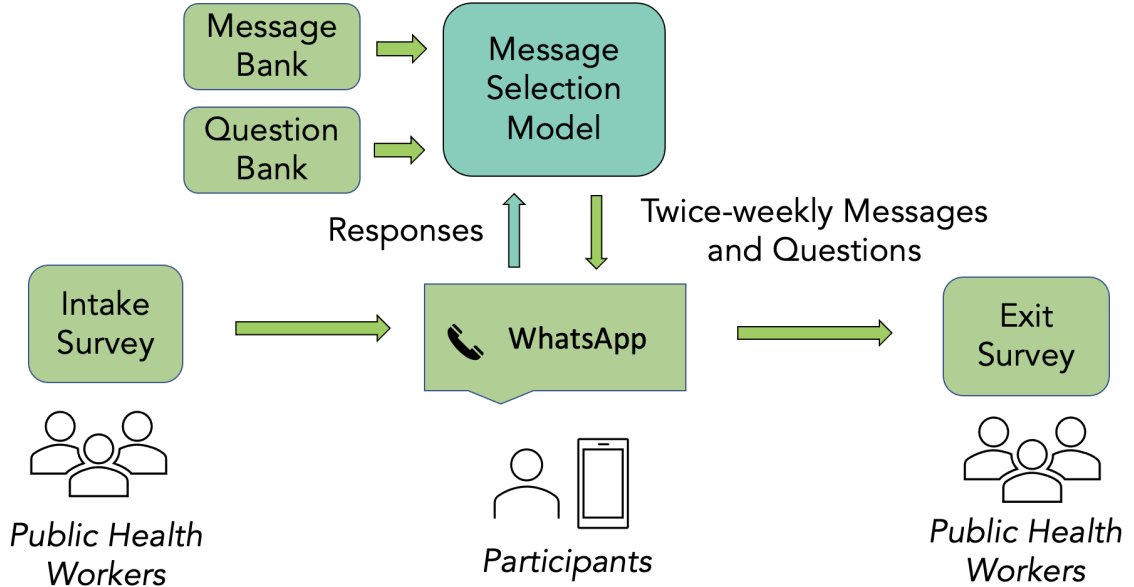 Message
Bank
Message
Selection
Model
Question
Bank
Responses
Twice-weekly Messages
and Questions
Intake
Survey
WhatsApp
Exit
Survey
Public Health
Workers
Participants
Public Health
Workers